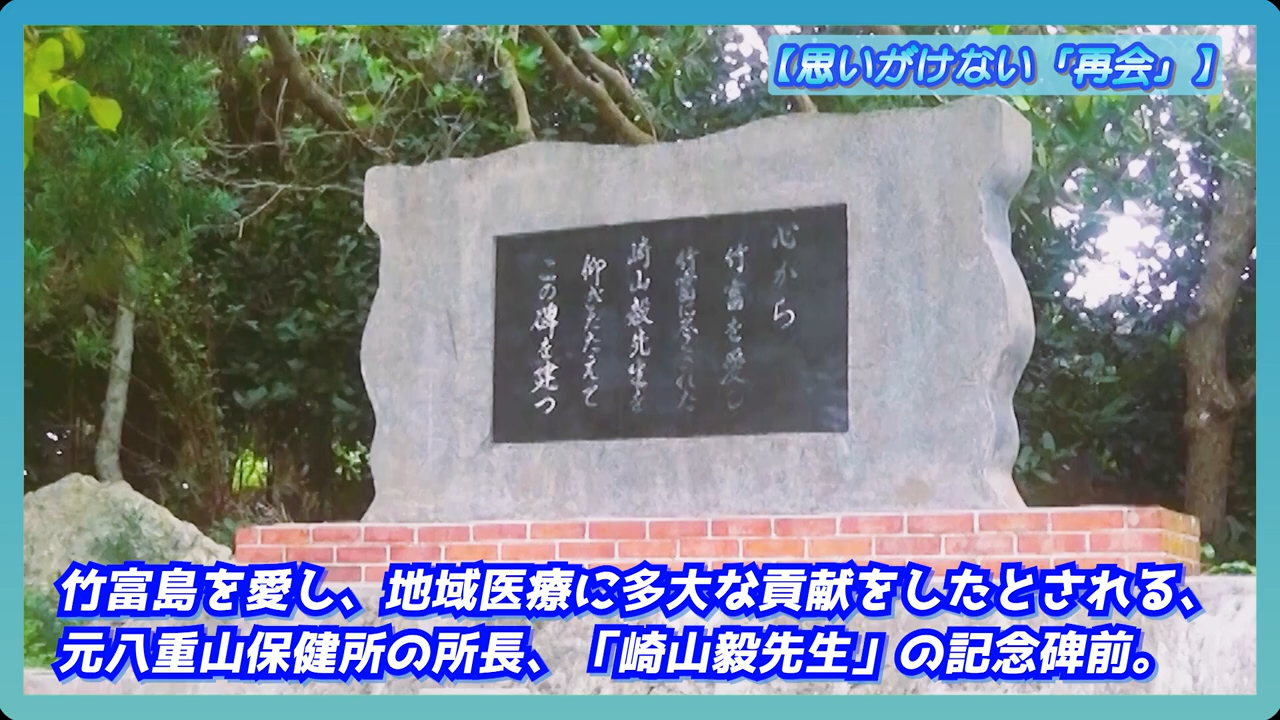 【思いがけない「再会」】
心から
竹富を愛し
竹富に尽くされた
崎山毅先生を
仰ぎたたえて
この碑を建つ
竹富島を愛し、地域医療に多大な貢献をしたとされる、
元八重山保健所の所長、「崎山毅先生」の記念碑前。